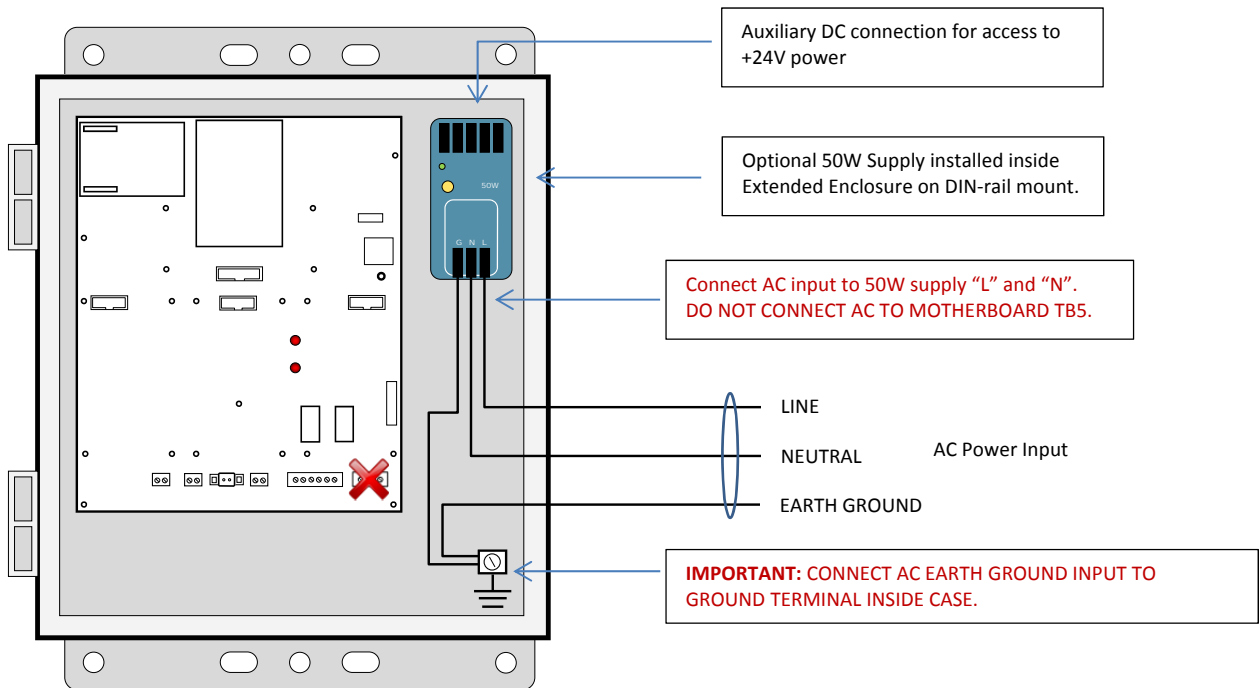 Auxiliary DC connection for access to
+24V power
50W
Optional 50W Supply installed inside
Extended Enclosure on DIN-rail mount.
G N L
Connect AC input to 50W supply “L” and “N”.
DO NOT CONNECT AC TO MOTHERBOARD TB5.
LINE
NEUTRAL
AC Power Input
EARTH GROUND
IMPORTANT: CONNECT AC EARTH GROUND INPUT TO
GROUND TERMINAL INSIDE CASE.